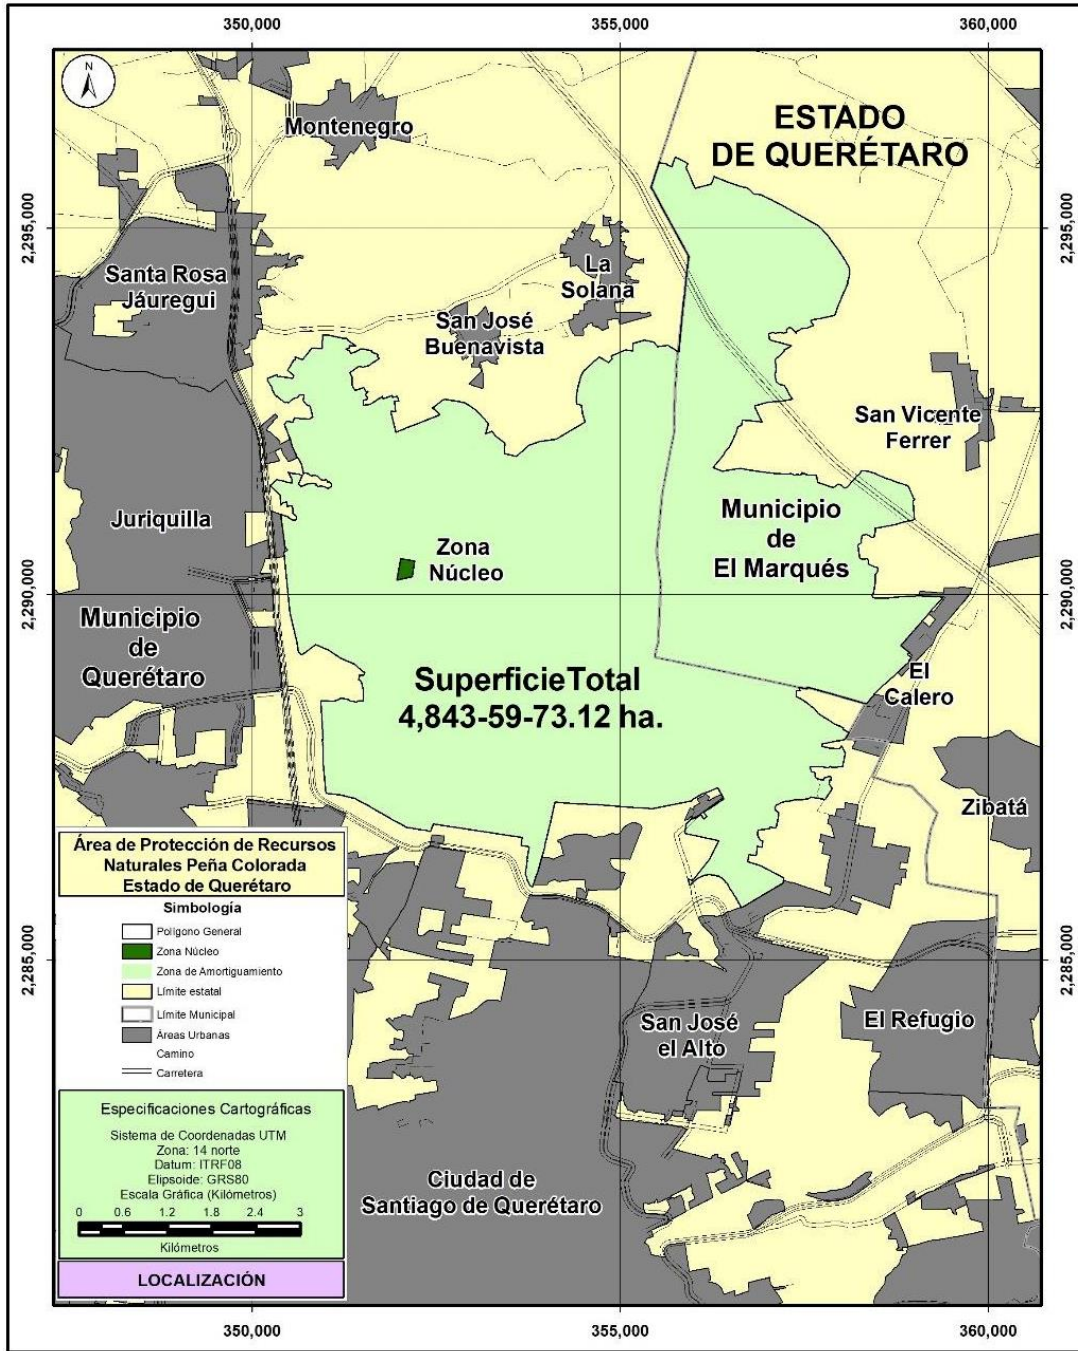 350,000
355,000
360,000
N
ESTADO
DE QUERÉTARO
Montenegro
2,295,000
2,295,000
Santa Rosa
Jáuregui
La
Solana
San José
Buenavista
San Vicente
Ferrer
Juriquilla
Municipio
de
El Marqués
Zona
Núcleo
2,290,000
2,290,000
Municipio
de
Querétaro
SuperficieTotal
4,843-59-73.12 ha.
El
Calero
Zibatá
Área de Protección de Recursos
Naturales Peña Colorada
Estado de Querétaro
Simbología
Polígono General
Zona Núcleo
Zona de Amortiguamiento
Límite estatal
Límite Municipal
Áreas Urbanas
Camino
Carretera
2,285,000
2,285,000
San José
el Alto
El Refugio
Especificaciones Cartográficas
Sistema de Coordenadas UTM
Zona: 14 norte
Datum: ITRF08
Elipsoide: GRS80
Escala Gráfica (Kilómetros)
0 0.6 1.2 1.8 2.4 3
Kilómetros
LOCALIZACIÓN
Ciudad de
Santiago de Querétaro
350,000
355,000
360,000